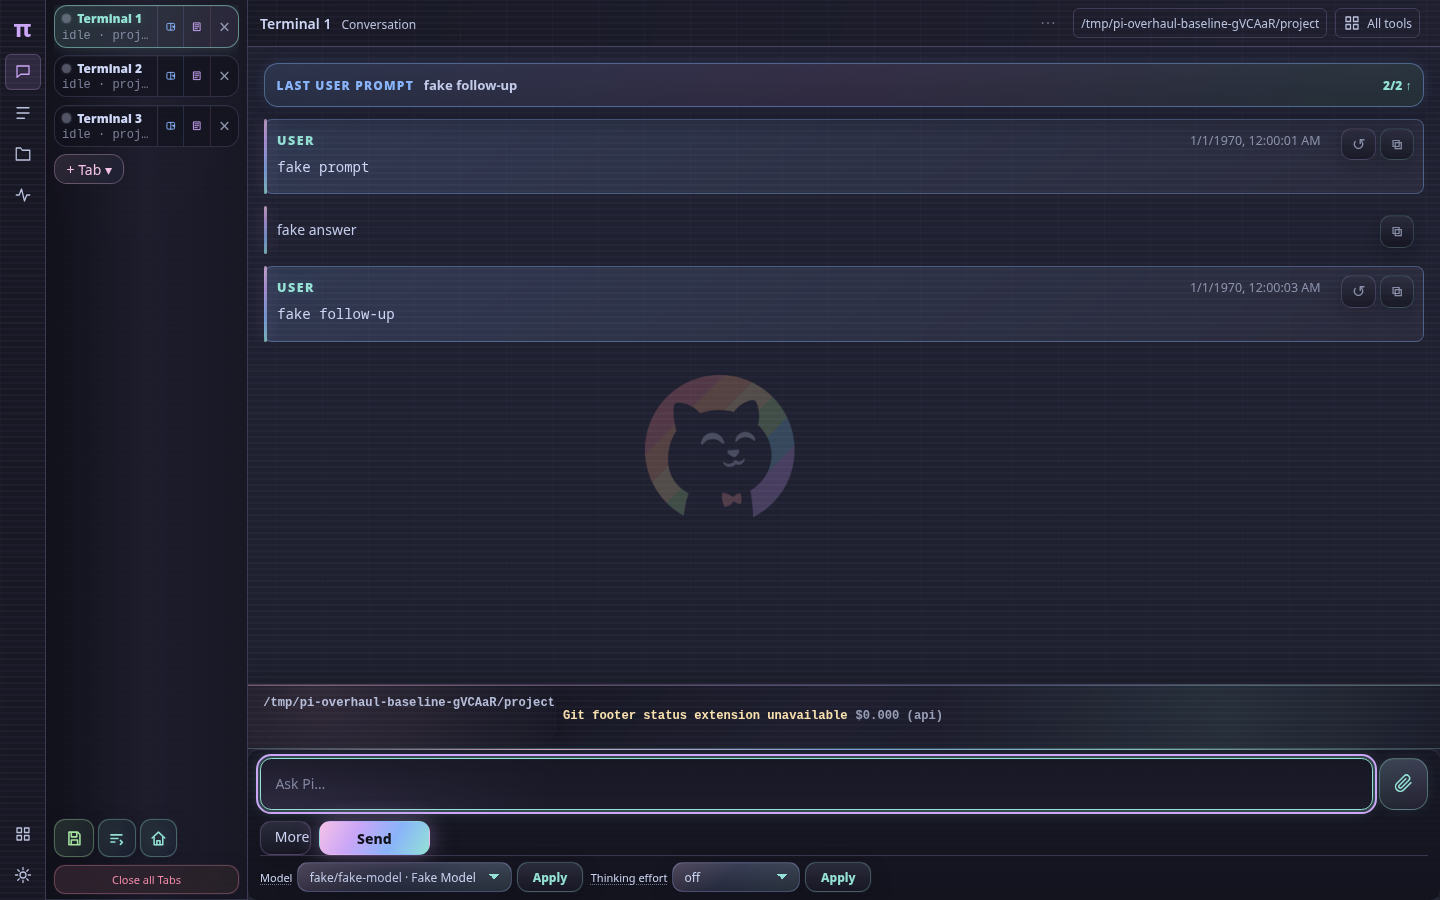 π
Terminal 1
idle · proj…
Terminal 2
idle · proj…
Terminal 3
idle · proj…
+ Tab ▾
Close all Tabs
Terminal 1 Conversation
··· /tmp/pi-overhaul-baseline-gVCAaR/project All tools
LAST USER PROMPT fake follow-up 2/2 ↑
USER 1/1/1970, 12:00:01 AM
fake prompt
fake answer
USER 1/1/1970, 12:00:03 AM
fake follow-up
/tmp/pi-overhaul-baseline-gVCAaR/project
Git footer status extension unavailable $0.000 (api)
Ask Pi...
More Send
Model fake/fake-model · Fake Model Apply Thinking effort off Apply